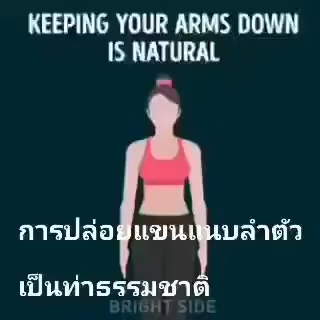 KEEPING YOUR ARMS DOWN
IS NATURAL
การปล่อยแขนแนบลำตัว
เป็นท่าธรรมชาติ
BRIGHT SIDE